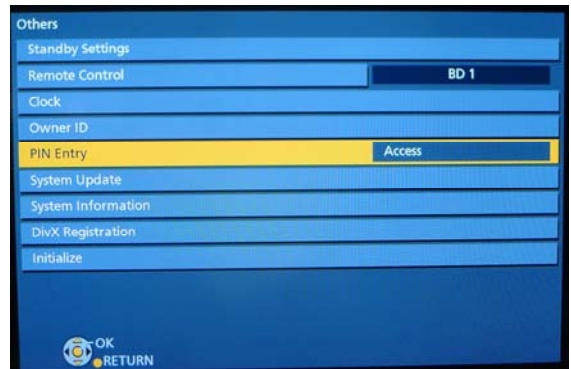 Others
Standby Settings
Remote Control BD 1
Clock
Owner ID
PIN Entry Access
System Update
System Information
DivX Registration
Initialize
OK
RETURN